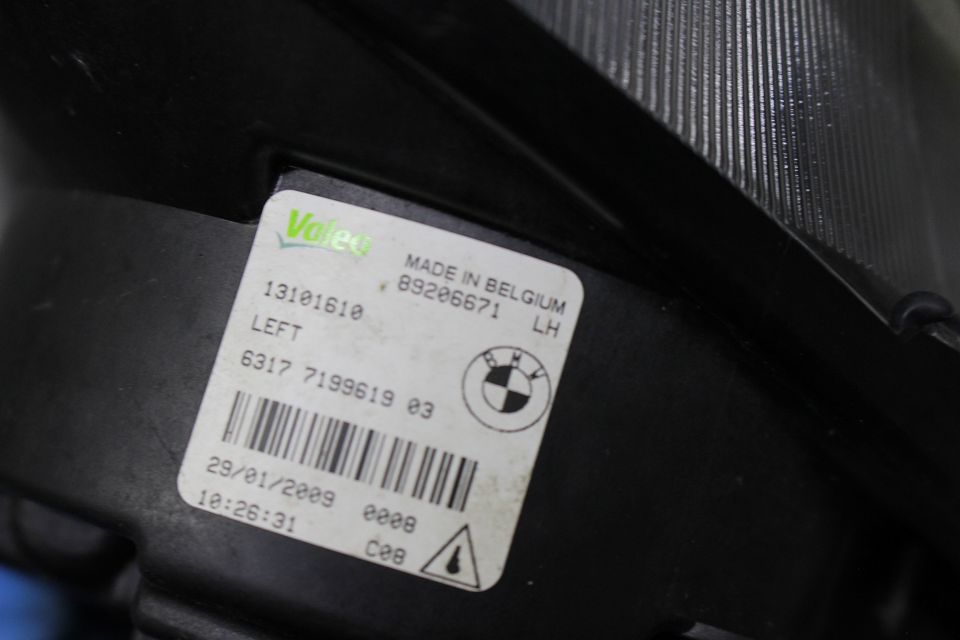 Valeo
MADE IN BELGIUM
89206671 LH
13101610
LEFT
6317 7199619 03
BMW
29/01/2009 0008
10:26:31 C08